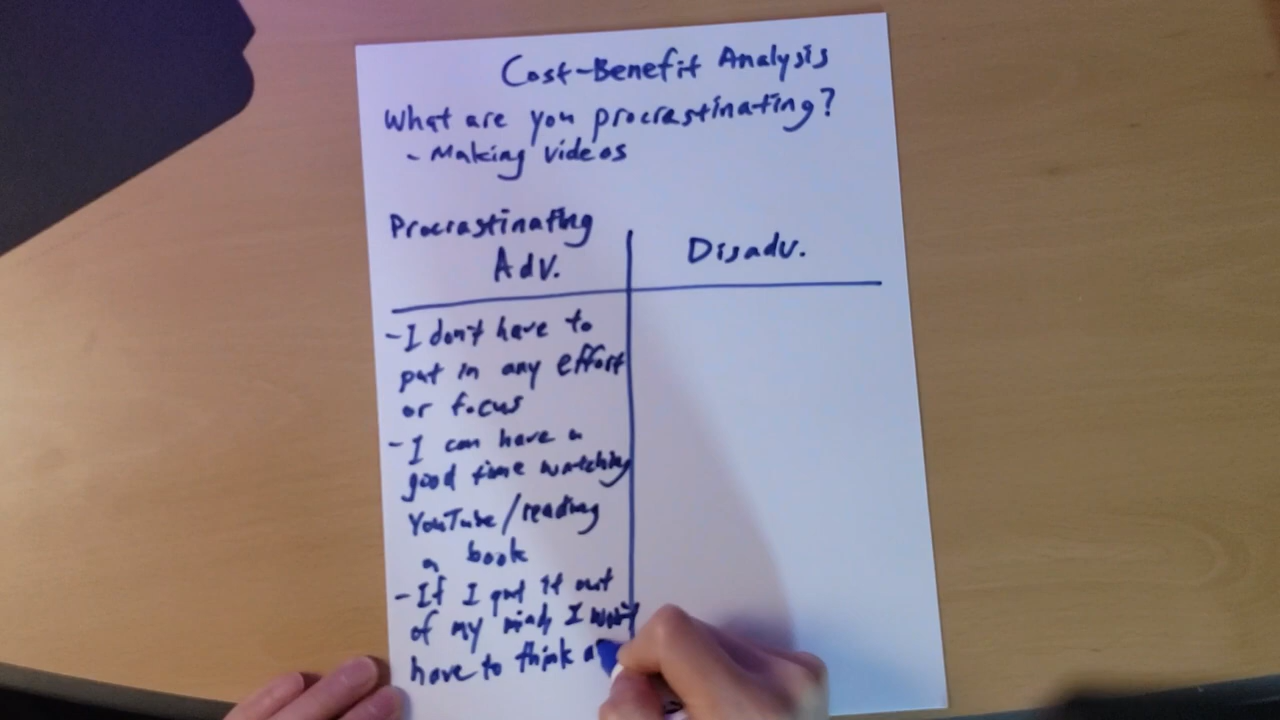 Cost-Benefit Analysis
What are you procrastinating?
- Making videos
Procrastinating
Adv.
Disadv.
- I don't have to
put in any effort
or focus
- I can have a
good time watching
YouTube/reading
a book
- If I put it out
of my mind, I won't
have to think a